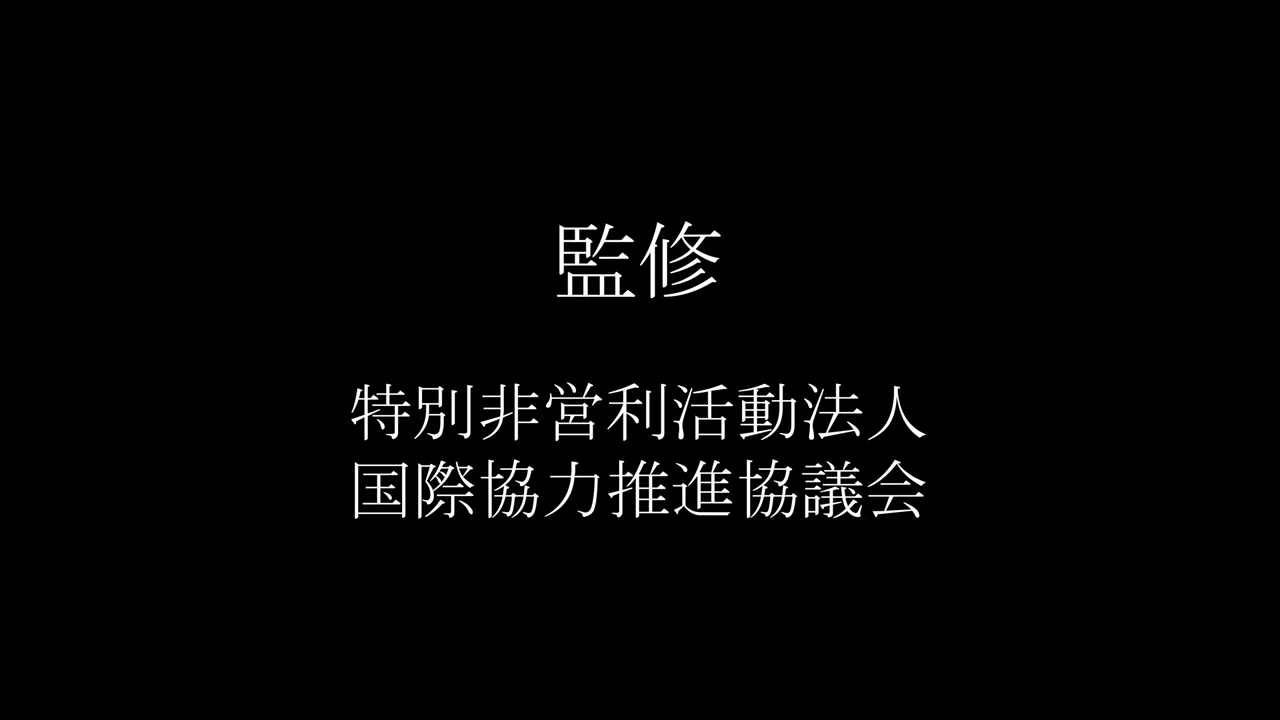 監修
特別非営利活動法人
国際協力推進協議会